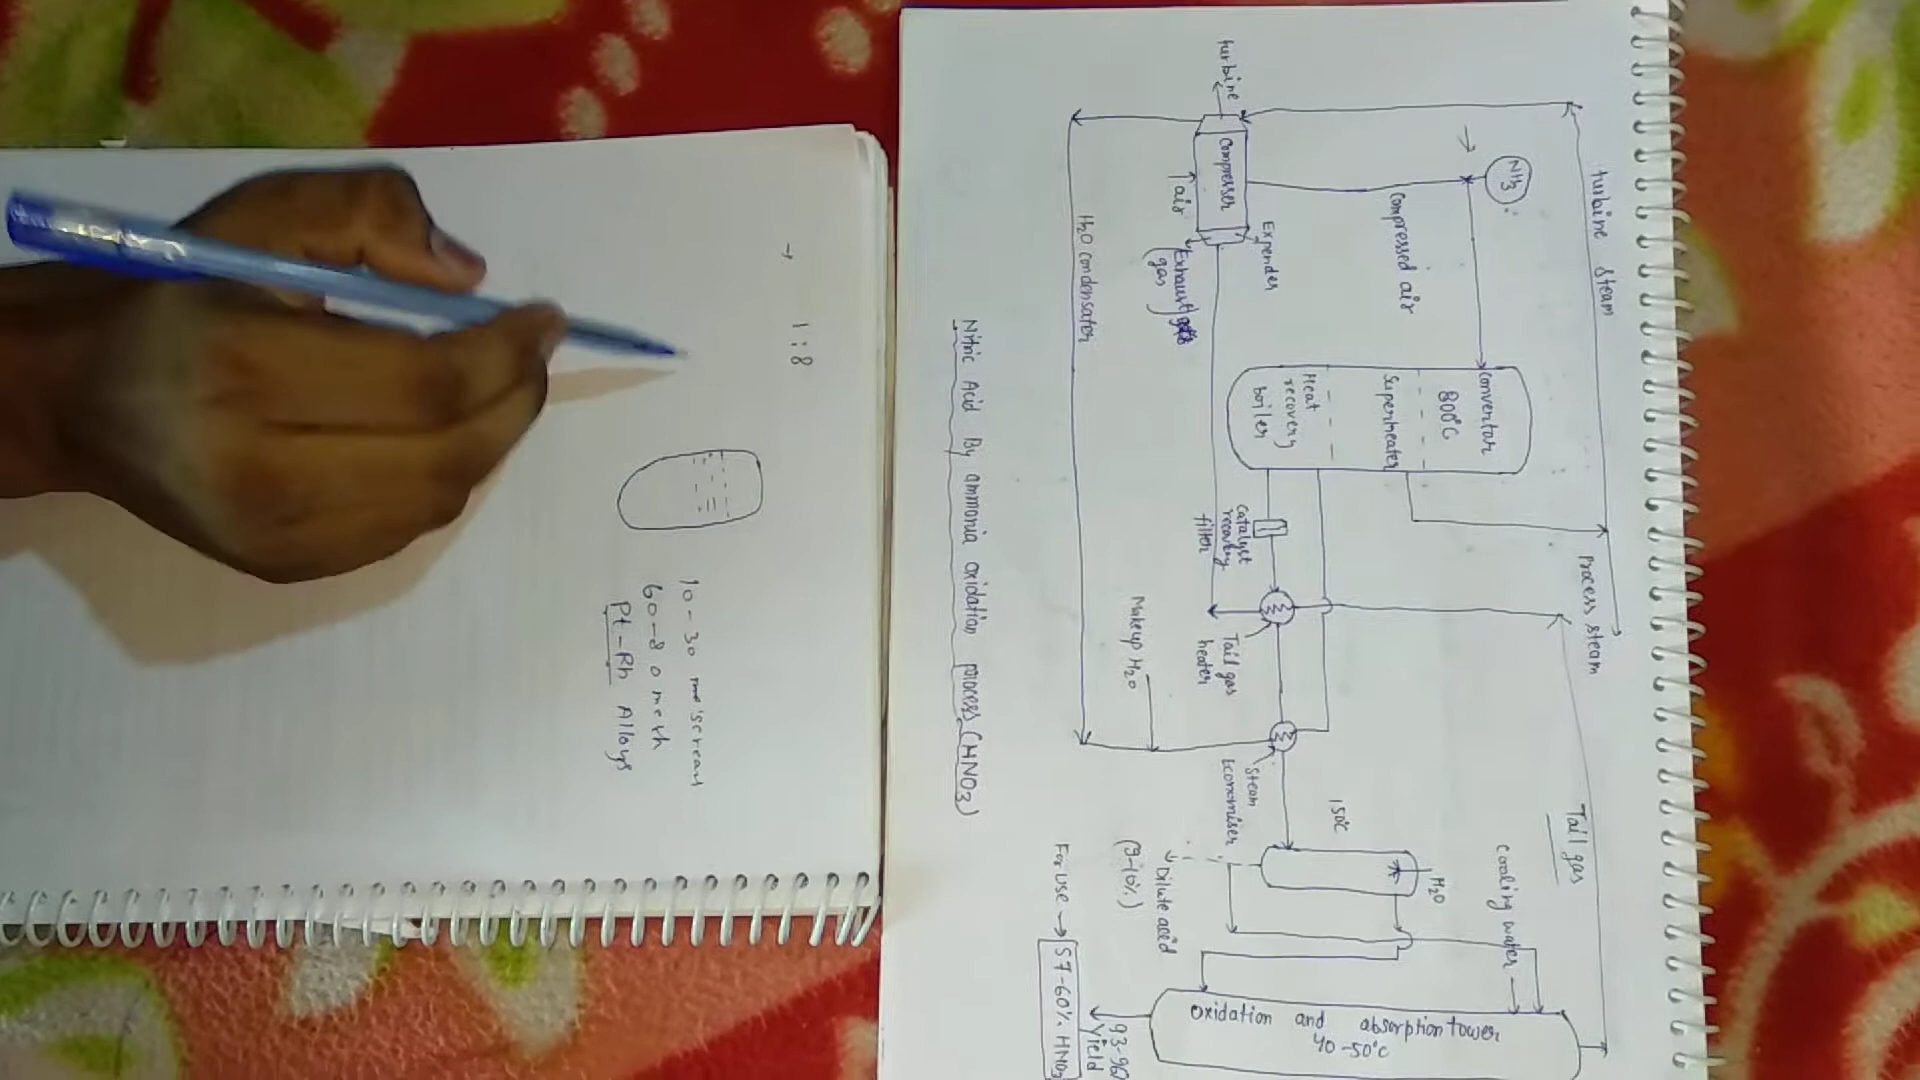 turbine steam
Process steam
Tail gas
NH3
compressed air
cooling water
Convertor
800°C
Superheater
Heat
recovery
boiler
150°C
H2O
turbine
Compresser
Expender
air
Exhaust
gas)
Catalyst
recovery
filter
Tail gas
heater
Steam
Economiser
Oxidation and absorption tower
40-50°C
H2O condensater
Makeup H2O
Dilute acid
(9-10%)
For use → 57-60% HNO3
93-96
Yield
Nitric Acid By ammonia oxidation process (HNO3)
→ 1:8
10-30
60-80 mesh
Pt-Rh Alloys